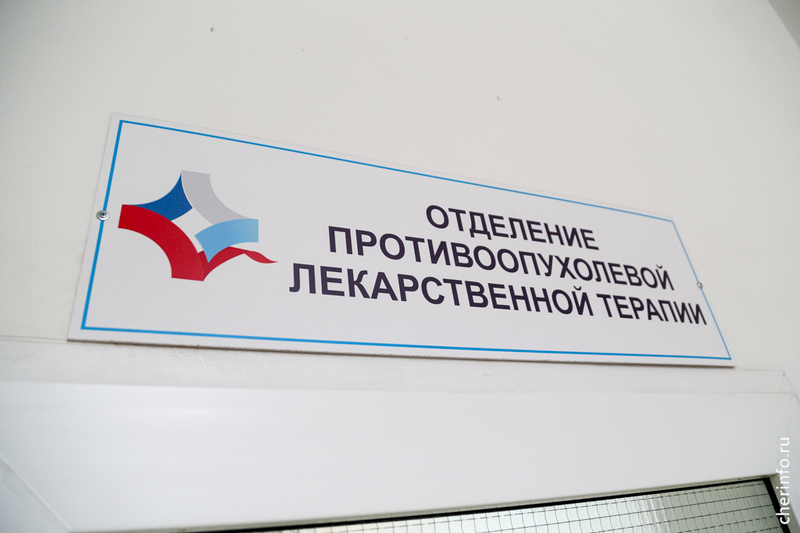 ОТДЕЛЕНИЕ
ПРОТИВООПУХОЛЕВОЙ
ЛЕКАРСТВЕННОЙ ТЕРАПИИ
cherinfo.ru